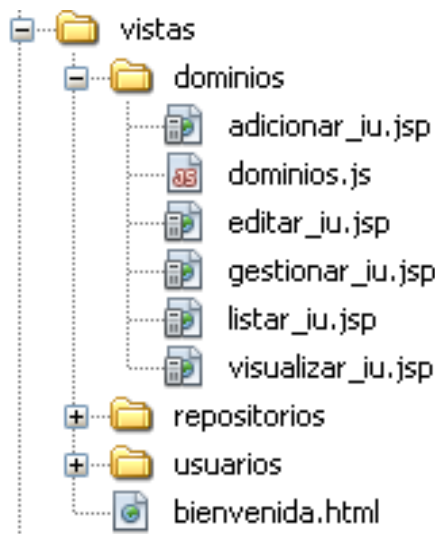 vistas
dominios
adicionar_iu.jsp
dominios.js
editar_iu.jsp
gestionar_iu.jsp
listar_iu.jsp
visualizar_iu.jsp
repositorios
usuarios
bienvenida.html